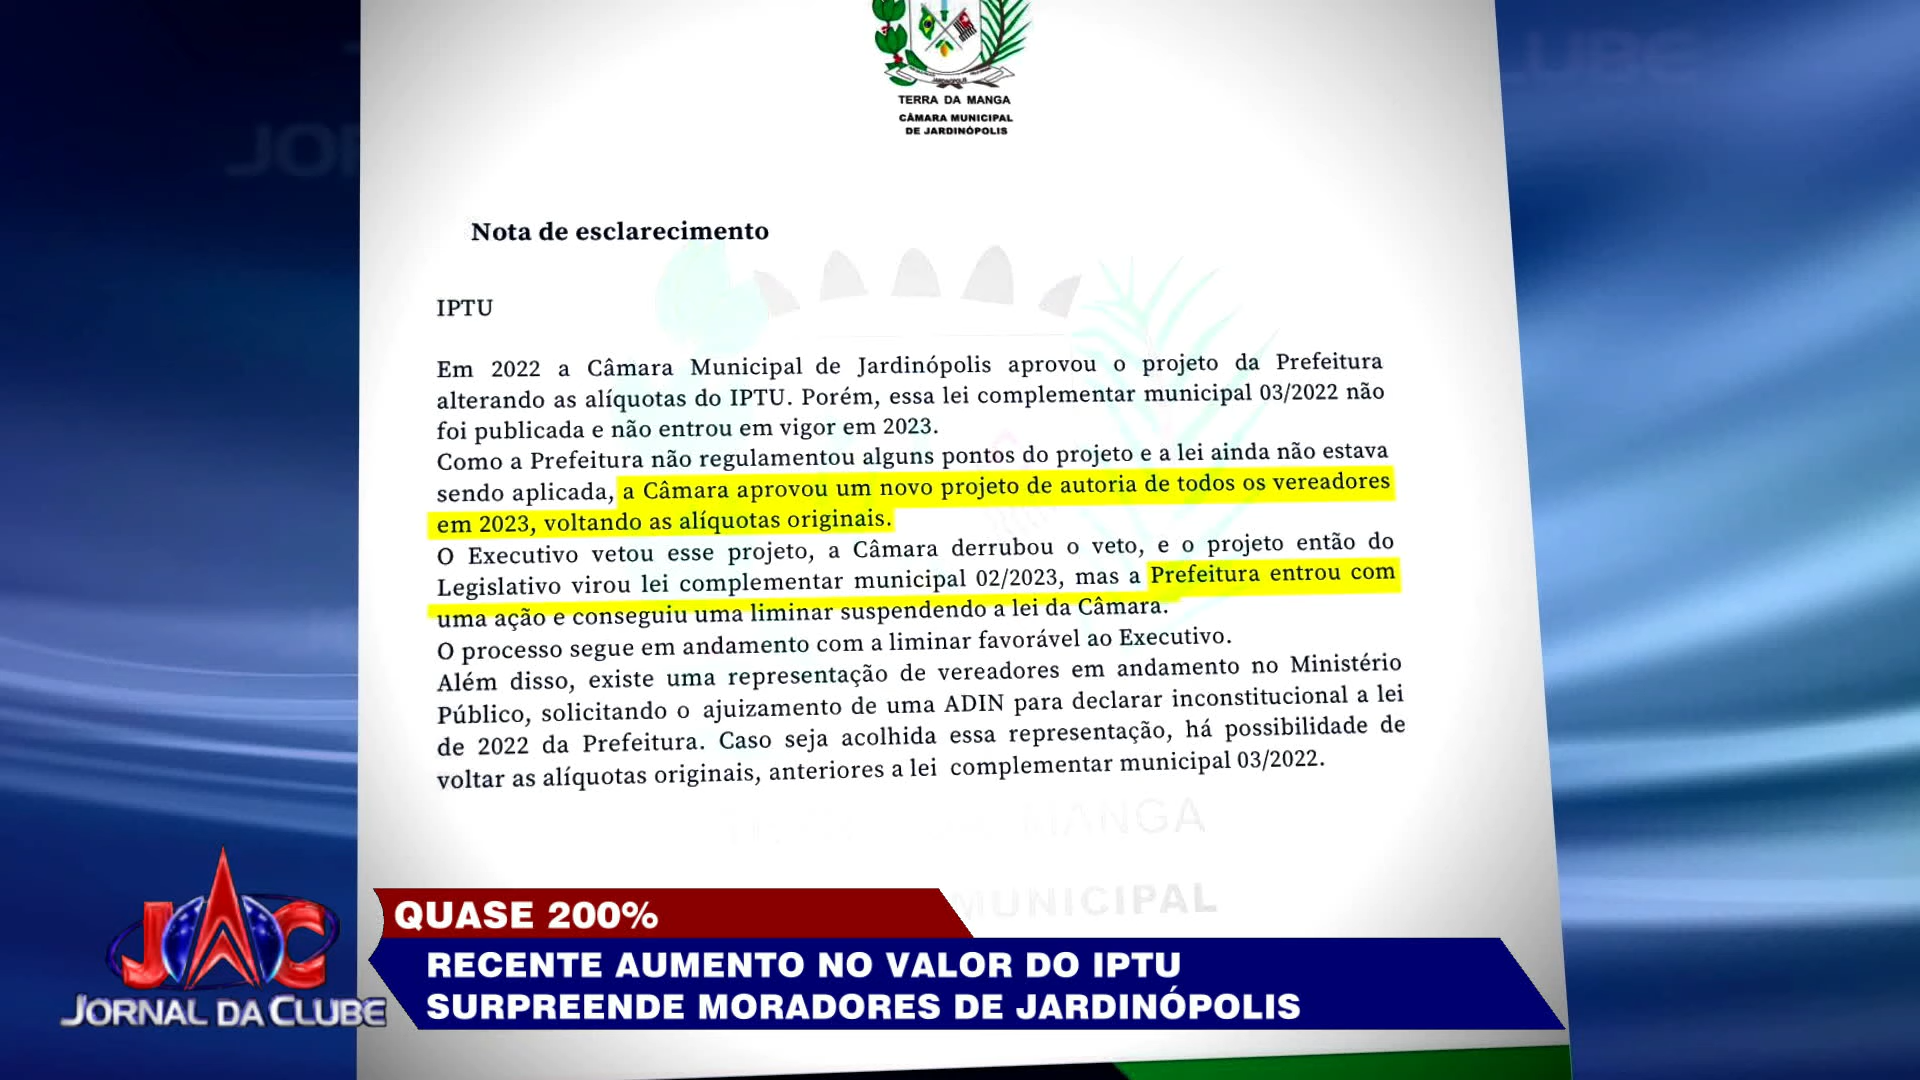 TERRA DA MANGA
CÂMARA MUNICIPAL
DE JARDINÓPOLIS
Nota de esclarecimento
IPTU
Em 2022 a Câmara Municipal de Jardinópolis aprovou o projeto da Prefeitura
alterando as alíquotas do IPTU. Porém, essa lei complementar municipal 03/2022 não
foi publicada e não entrou em vigor em 2023.
Como a Prefeitura não regulamentou alguns pontos do projeto e a lei ainda não estava
sendo aplicada, a Câmara aprovou um novo projeto de autoria de todos os vereadores
em 2023, voltando as alíquotas originais.
O Executivo vetou esse projeto, a Câmara derrubou o veto, e o projeto então do
Legislativo virou lei complementar municipal 02/2023, mas a Prefeitura entrou com
uma ação e conseguiu uma liminar suspendendo a lei da Câmara.
O processo segue em andamento com a liminar favorável ao Executivo.
Além disso, existe uma representação de vereadores em andamento no Ministério
Público, solicitando o ajuizamento de uma ADIN para declarar inconstitucional a lei
de 2022 da Prefeitura. Caso seja acolhida essa representação, há possibilidade de
voltar as alíquotas originais, anteriores a lei complementar municipal 03/2022.
MANGA
MUNICIPAL
QUASE 200%
RECENTE AUMENTO NO VALOR DO IPTU
SURPREENDE MORADORES DE JARDINÓPOLIS
JAC
JORNAL DA CLUBE